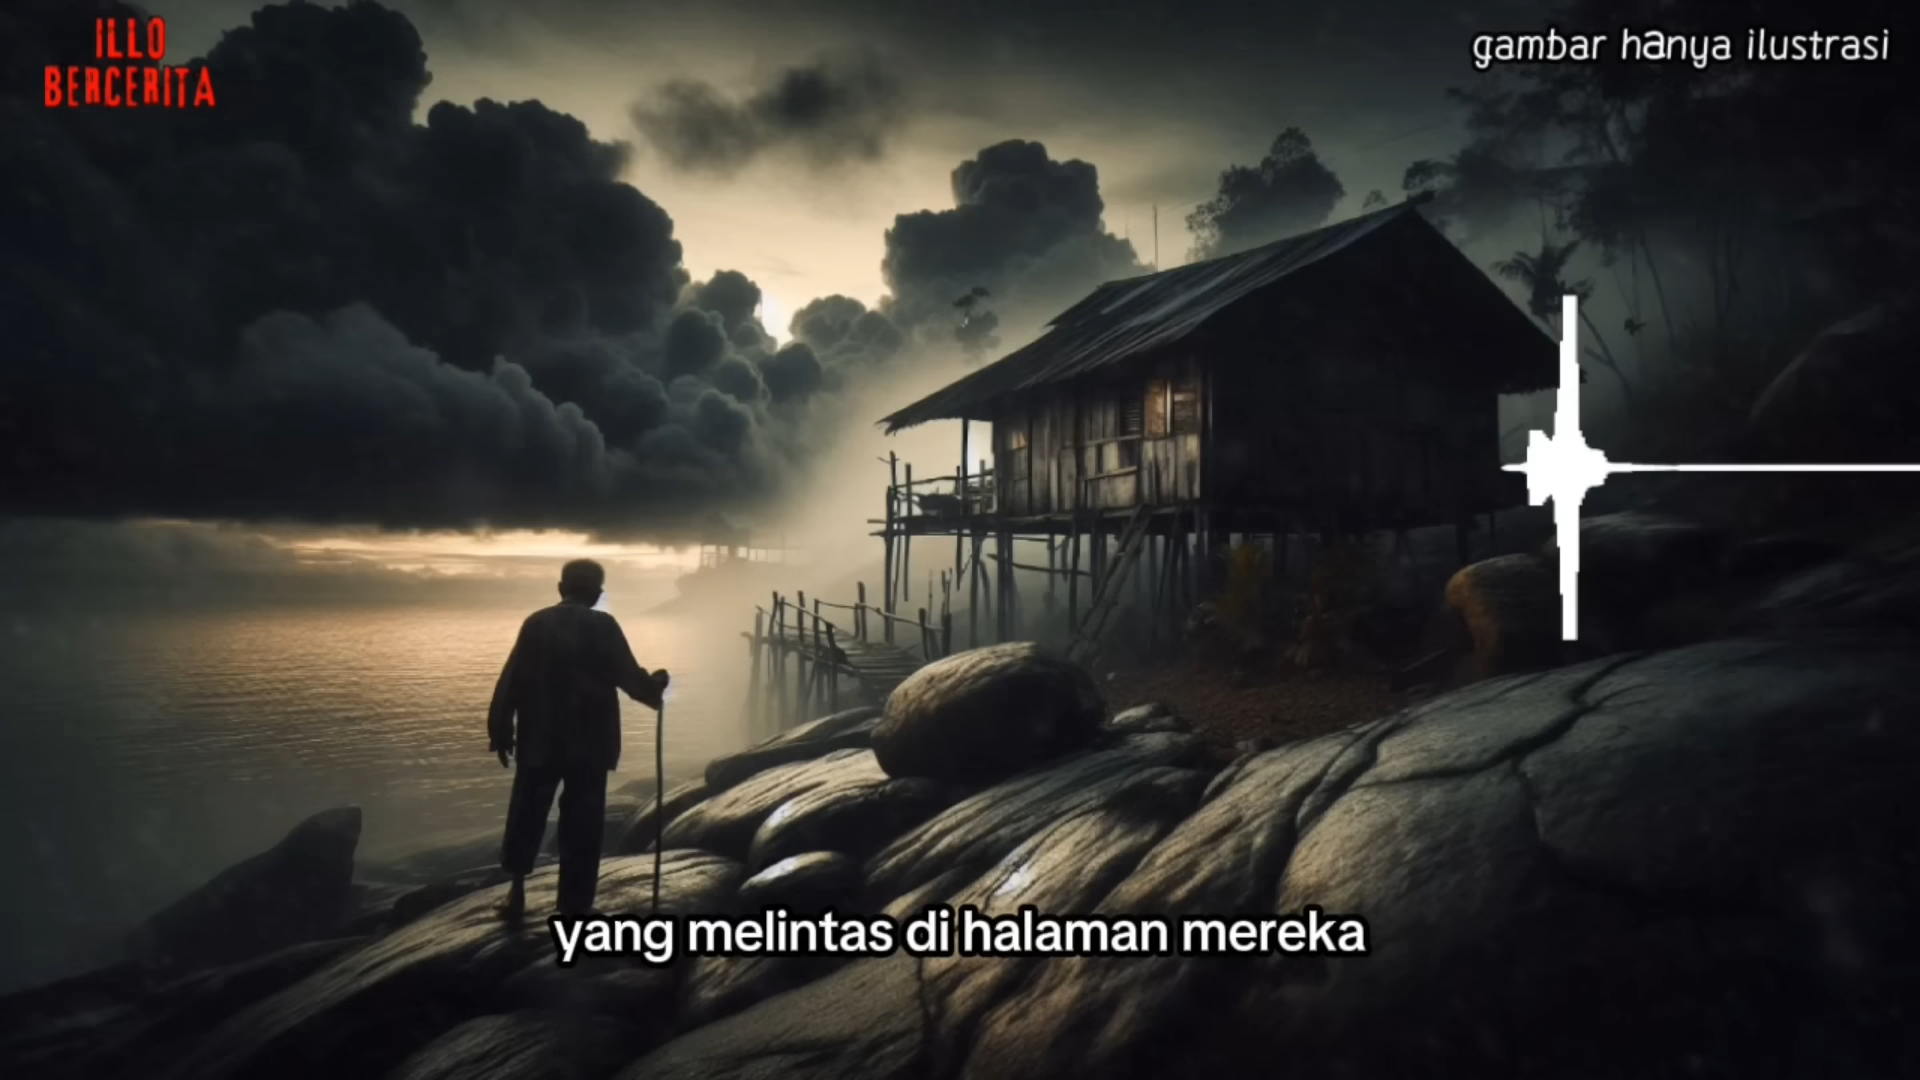 ILLO
BERCERITA
gambar hanya ilustrasi
yang melintas di halaman mereka